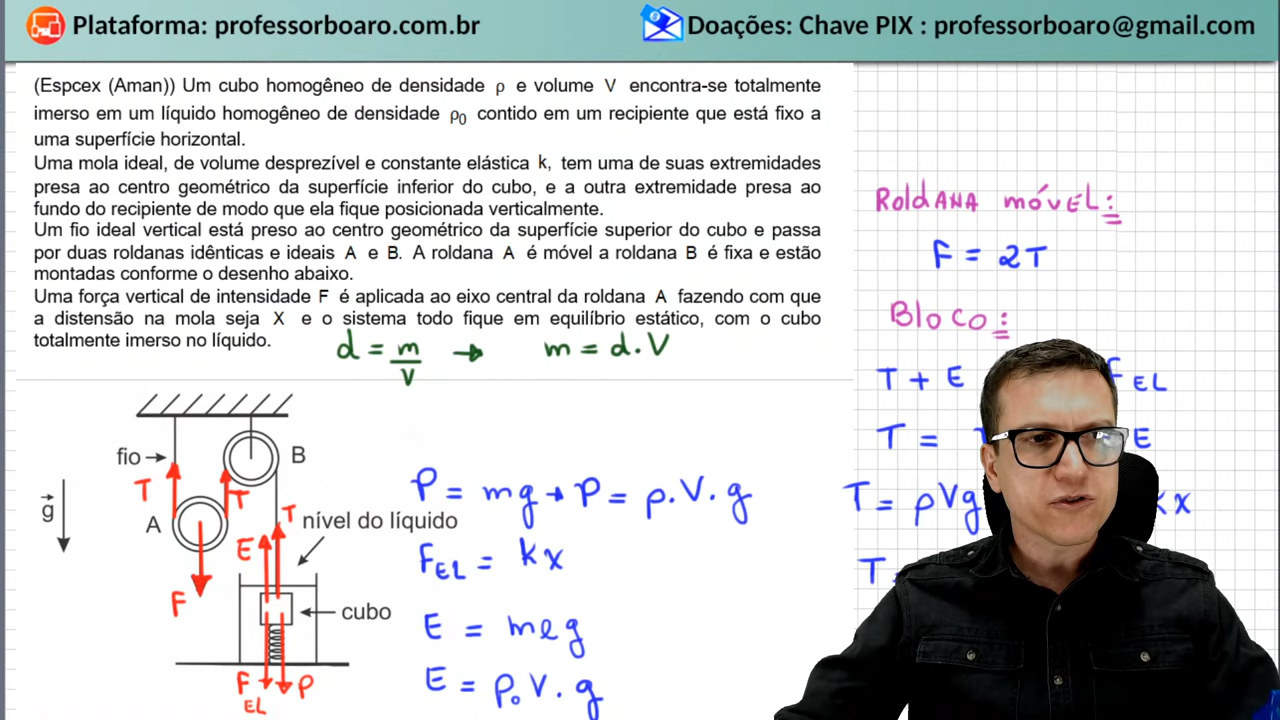 Plataforma: professorboaro.com.br
Doações: Chave PIX : professorboaro@gmail.com
(Espcex (Aman)) Um cubo homogêneo de densidade ρ e volume V encontra-se totalmente
imerso em um líquido homogêneo de densidade ρ₀ contido em um recipiente que está fixo a
uma superfície horizontal.
Uma mola ideal, de volume desprezível e constante elástica k, tem uma de suas extremidades
presa ao centro geométrico da superfície inferior do cubo, e a outra extremidade presa ao
fundo do recipiente de modo que ela fique posicionada verticalmente.
Um fio ideal vertical está preso ao centro geométrico da superfície superior do cubo e passa
por duas roldanas idênticas e ideais A e B. A roldana A é móvel a roldana B é fixa e estão
montadas conforme o desenho abaixo.
Uma força vertical de intensidade F é aplicada ao eixo central da roldana A fazendo com que
a distensão na mola seja X e o sistema todo fique em equilíbrio estático, com o cubo
totalmente imerso no líquido.
d = m/V → m = d.V
fio
B
T
T
g
A
T
nível do líquido
E
F
cubo
F EL
P
P = mg → P = ρ.V.g
F EL = kx
E = meg
E = ρ₀V.g
Roldana móvel:
F = 2T
Bloco:
T + E F EL
T = E
T = ρVg kx
T =